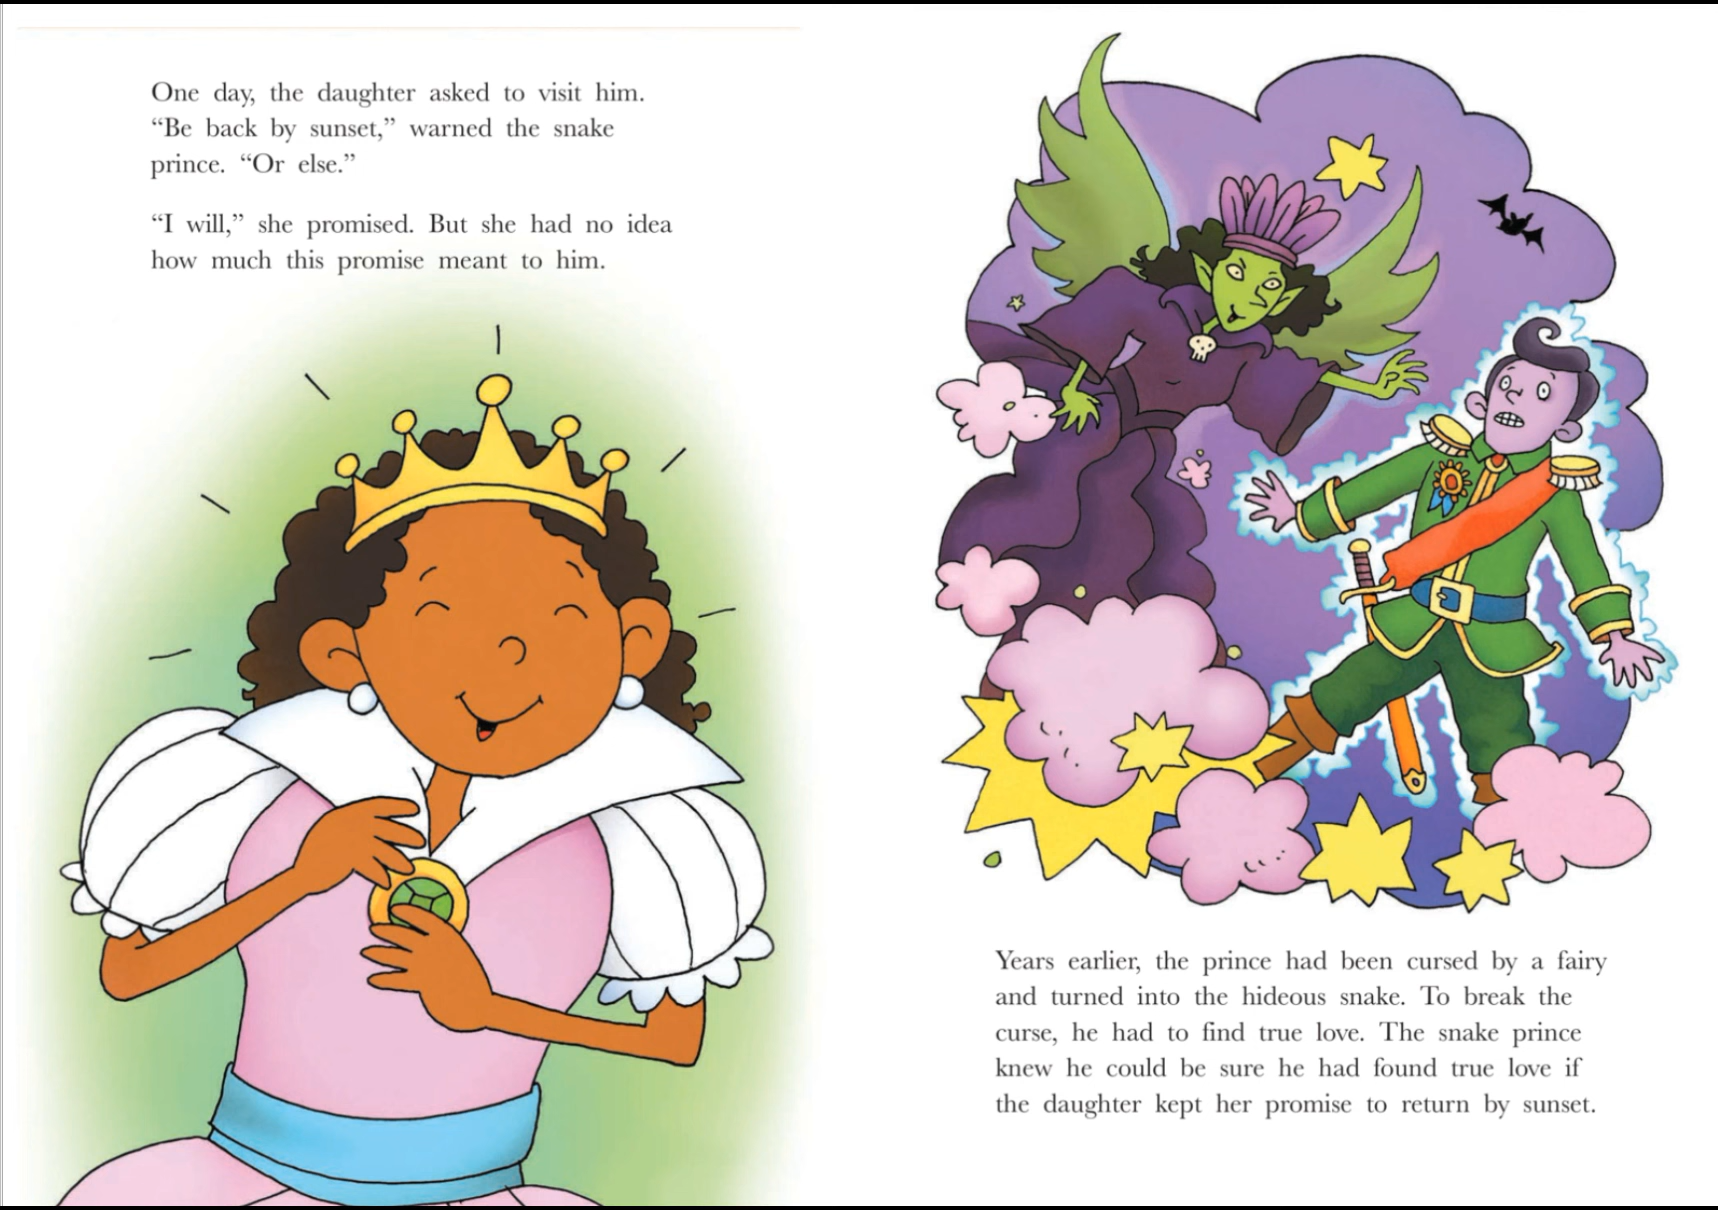 One day, the daughter asked to visit him.
“Be back by sunset,” warned the snake
prince. “Or else.”
“I will,” she promised. But she had no idea
how much this promise meant to him.
Years earlier, the prince had been cursed by a fairy
and turned into the hideous snake. To break the
curse, he had to find true love. The snake prince
knew he could be sure he had found true love if
the daughter kept her promise to return by sunset.